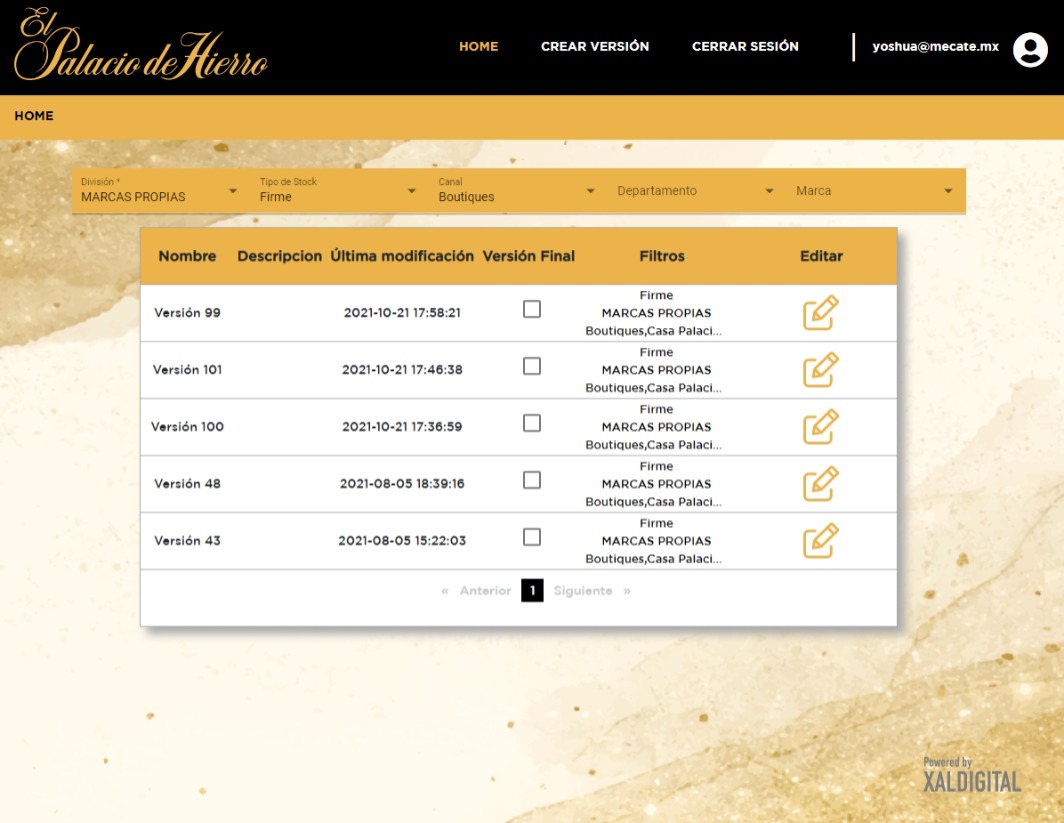 El
Palacio de Hierro
HOME CREAR VERSIÓN CERRAR SESIÓN yoshua@mecate.mx
HOME
División * Tipo de Stock Canal
MARCAS PROPIAS Firme Boutiques Departamento Marca
Nombre Descripcion Última modificación Versión Final Filtros Editar
Firme
Versión 99 2021-10-21 17:58:21 MARCAS PROPIAS
Boutiques,Casa Palaci...
Firme
Versión 101 2021-10-21 17:46:38 MARCAS PROPIAS
Boutiques,Casa Palaci...
Firme
Versión 100 2021-10-21 17:36:59 MARCAS PROPIAS
Boutiques,Casa Palaci...
Firme
Versión 48 2021-08-05 18:39:16 MARCAS PROPIAS
Boutiques,Casa Palaci...
Firme
Versión 43 2021-08-05 15:22:03 MARCAS PROPIAS
Boutiques,Casa Palaci...
« Anterior 1 Siguiente »
Powered by
XALDIGITAL